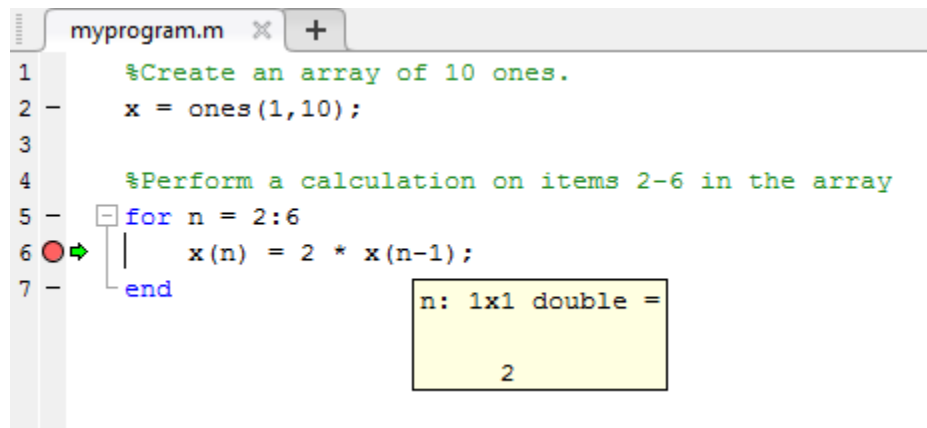 myprogram.m
1 %Create an array of 10 ones.
2 - x = ones(1,10);
3
4 %Perform a calculation on items 2-6 in the array
5 - for n = 2:6
6 x(n) = 2 * x(n-1);
7 - end
n: 1x1 double =
2